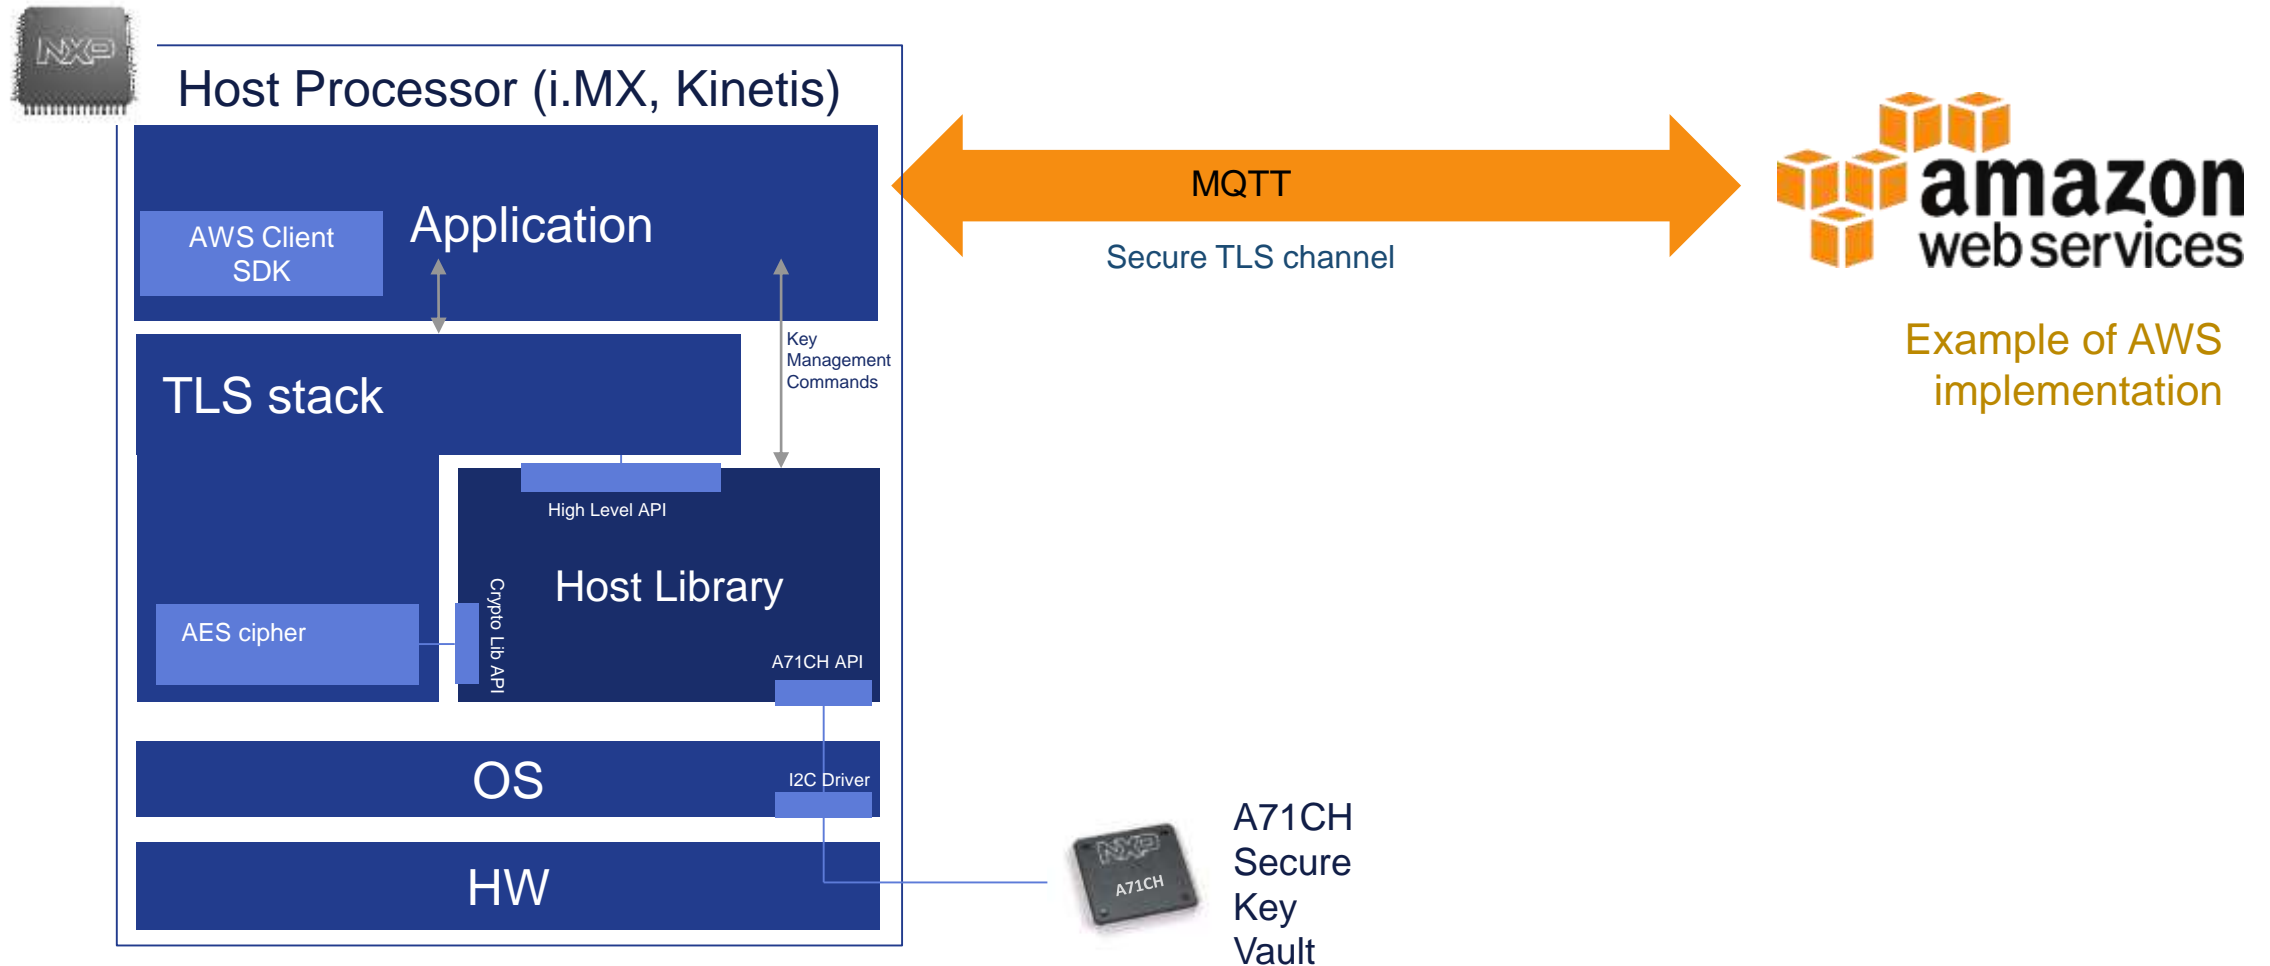 NXP
Host Processor (i.MX, Kinetis)
Application
AWS Client
SDK
MQTT
Secure TLS channel
amazon
web services
Example of AWS
implementation
Key
Management
Commands
TLS stack
High Level API
Host Library
Crypto Lib API
AES cipher
A71CH API
OS
I2C Driver
HW
NXP
A71CH
A71CH
Secure
Key
Vault